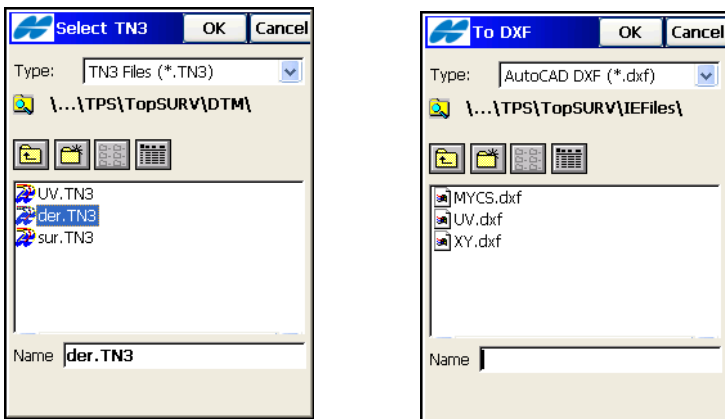 Select TN3 OK Cancel
Type: TN3 Files (*.TN3)
\...\TPS\TopSURV\DTM\
UV.TN3
der.TN3
sur.TN3
Name der.TN3
To DXF OK Cancel
Type: AutoCAD DXF (*.dxf)
\...\TPS\TopSURV\IEFiles\
MYCS.dxf
UV.dxf
XY.dxf
Name